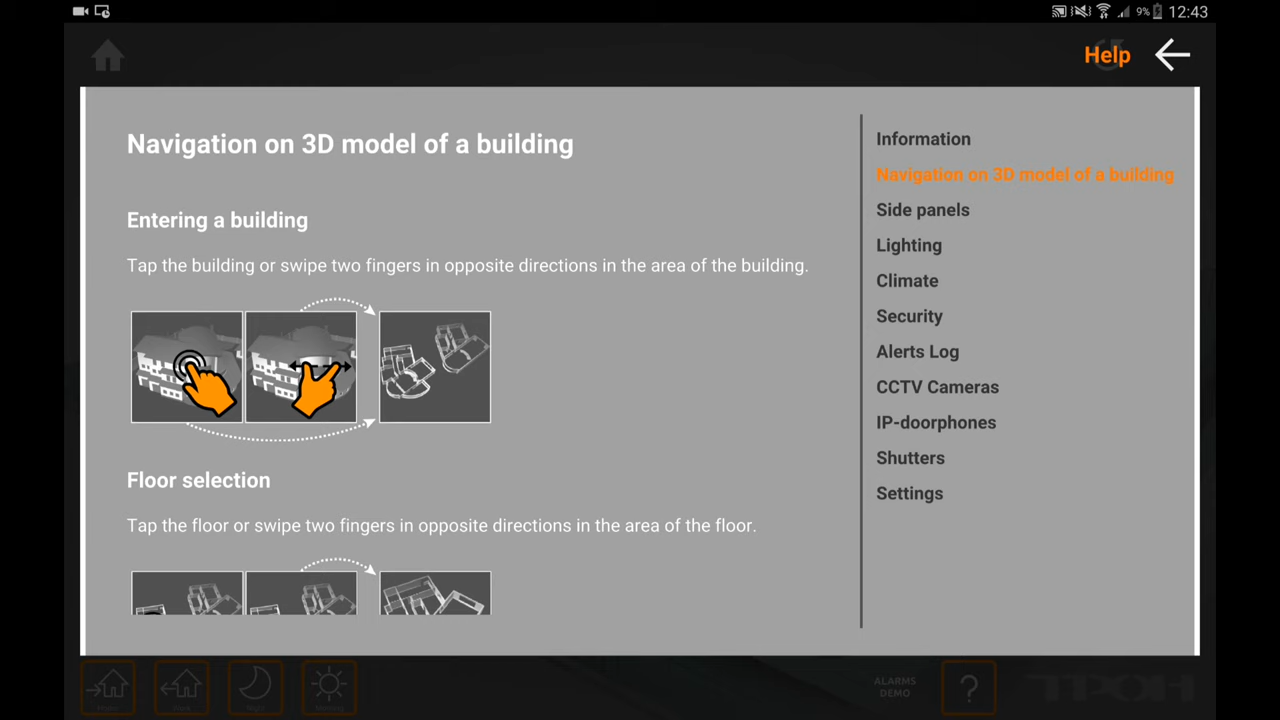 9%
12:43
Help
Navigation on 3D model of a building
Entering a building
Tap the building or swipe two fingers in opposite directions in the area of the building.
Floor selection
Tap the floor or swipe two fingers in opposite directions in the area of the floor.
Information
Navigation on 3D model of a building
Side panels
Lighting
Climate
Security
Alerts Log
CCTV Cameras
IP-doorphones
Shutters
Settings
Night
Morning
ALARMS
DEMO
?
ТРОН